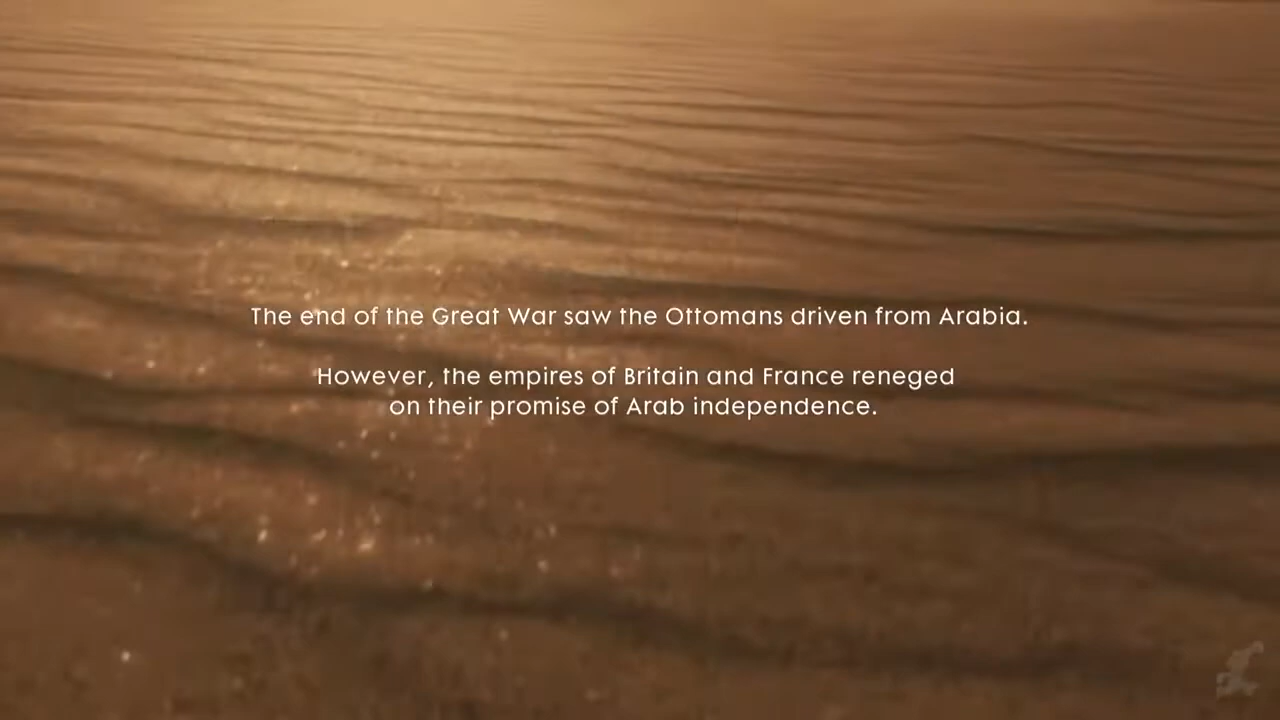 The end of the Great War saw the Ottomans driven from Arabia.
However, the empires of Britain and France reneged
on their promise of Arab independence.